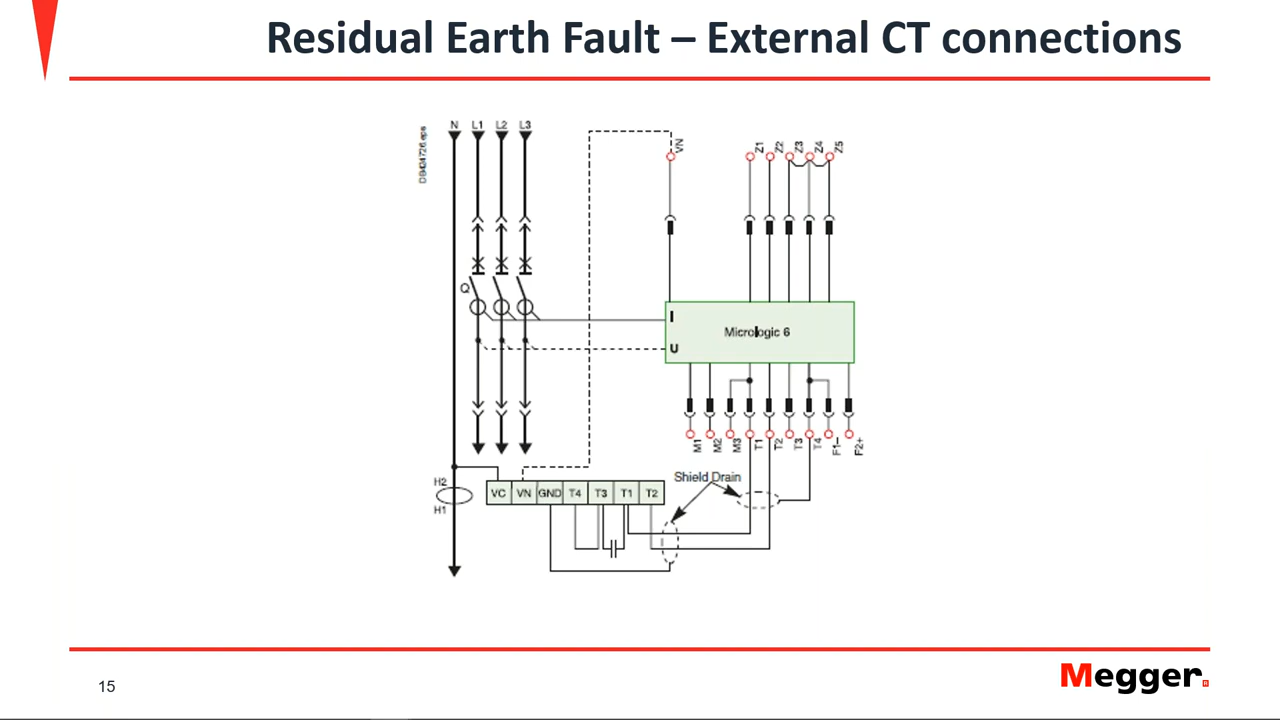 Residual Earth Fault – External CT connections
DB424726.eps
N L1 L2 L3
VN
Z1 Z2 Z3 Z4 Z5
Q
I
U
Micrologic 6
M1 M2 M3 T1 T2 T3 T4 F1– F2+
H2
H1
VC VN GND T4 T3 T1 T2
Shield Drain
15
Megger